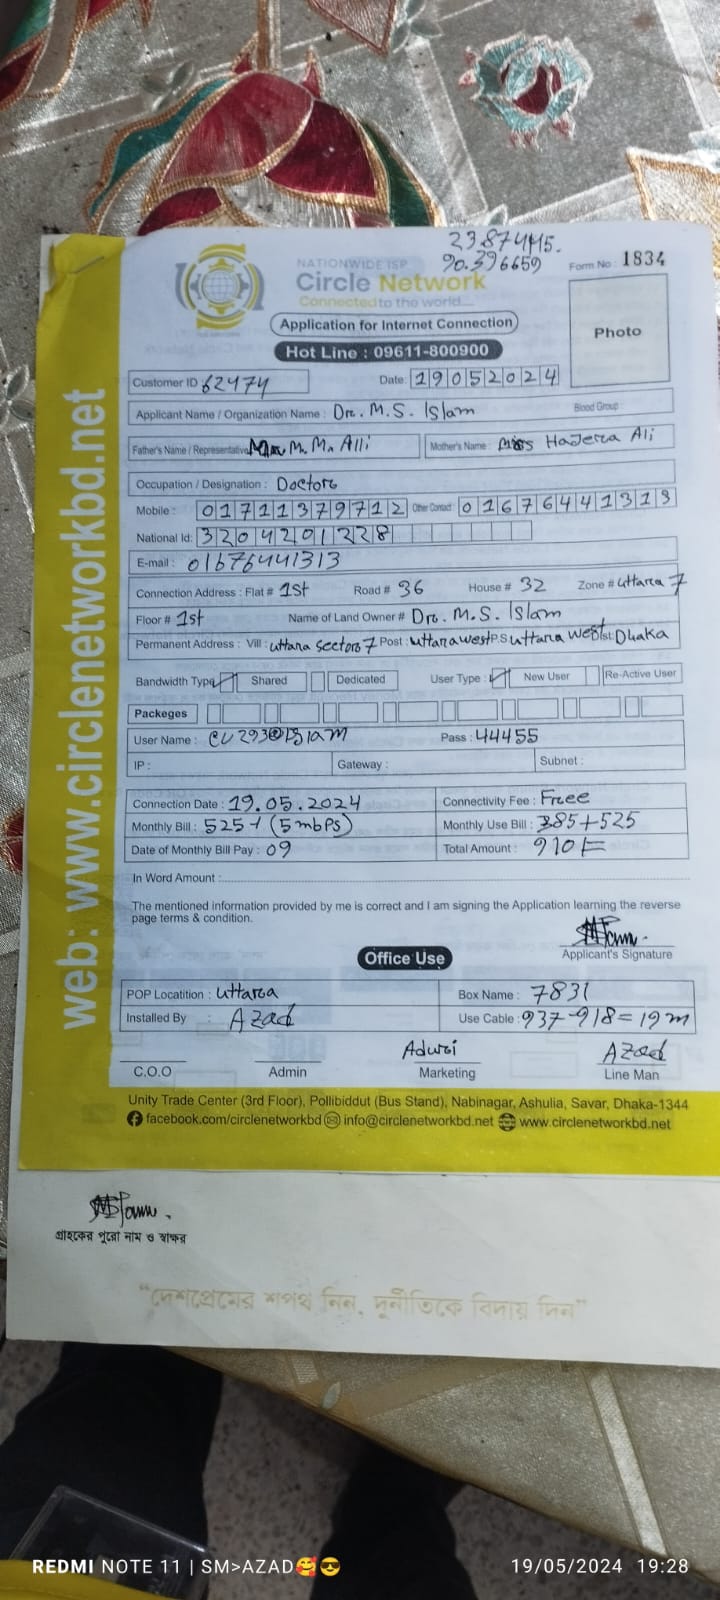 23.874415.
90.396659
NATIONWIDE ISP
Circle Network
Connected to the world....
Form No : 1834
Application for Internet Connection
Hot Line : 09611-800900
Photo
web: www.circlenetworkbd.net
Customer ID 62474 Date: 19052024
Applicant Name / Organization Name : Dr. M.S. Islam Blood Group :
Father's Name / Representative M. M. Alli Mother's Name : Miss Hajera Ali
Occupation / Designation : Doctor
Mobile : 01711379712 Other Contact: 01676441313
National Id: 3204201228
E-mail : 01676441313
Connection Address : Flat # 1st Road # 36 House # 32 Zone # uttara 7
Floor # 1st Name of Land Owner # Dr. M.S. Islam
Permanent Address : Vill : uttara sector 7 Post : uttara west P.S uttara west Dist: Dhaka
Bandwidth Type Shared Dedicated User Type : New User Re-Active User
Packeges
User Name : Pass : 44455
IP : Gateway : Subnet :
Connection Date : 19.05.2024 Connectivity Fee : Free
Monthly Bill : 525+ (5mbps) Monthly Use Bill : 385+525
Date of Monthly Bill Pay : 09 Total Amount : 910
In Word Amount :
The mentioned information provided by me is correct and I am signing the Application learning the reverse
page terms & condition.
Applicant's Signature
Office Use
POP Locatition : uttara Box Name : 7831
Installed By : Azad Use Cable : 937-918=19m
Azad
C.O.O Admin Marketing Line Man
Unity Trade Center (3rd Floor), Pollibiddut (Bus Stand), Nabinagar, Ashulia, Savar, Dhaka-1344
facebook.com/circlenetworkbd info@circlenetworkbd.net www.circlenetworkbd.net
গ্রাহকের পুরো নাম ও স্বাক্ষর
"দেশপ্রেমের শপথ নিন, দুর্নীতিকে বিদায় দিন"
REDMI NOTE 11 | SM>AZAD🥰😎 19/05/2024 19:28